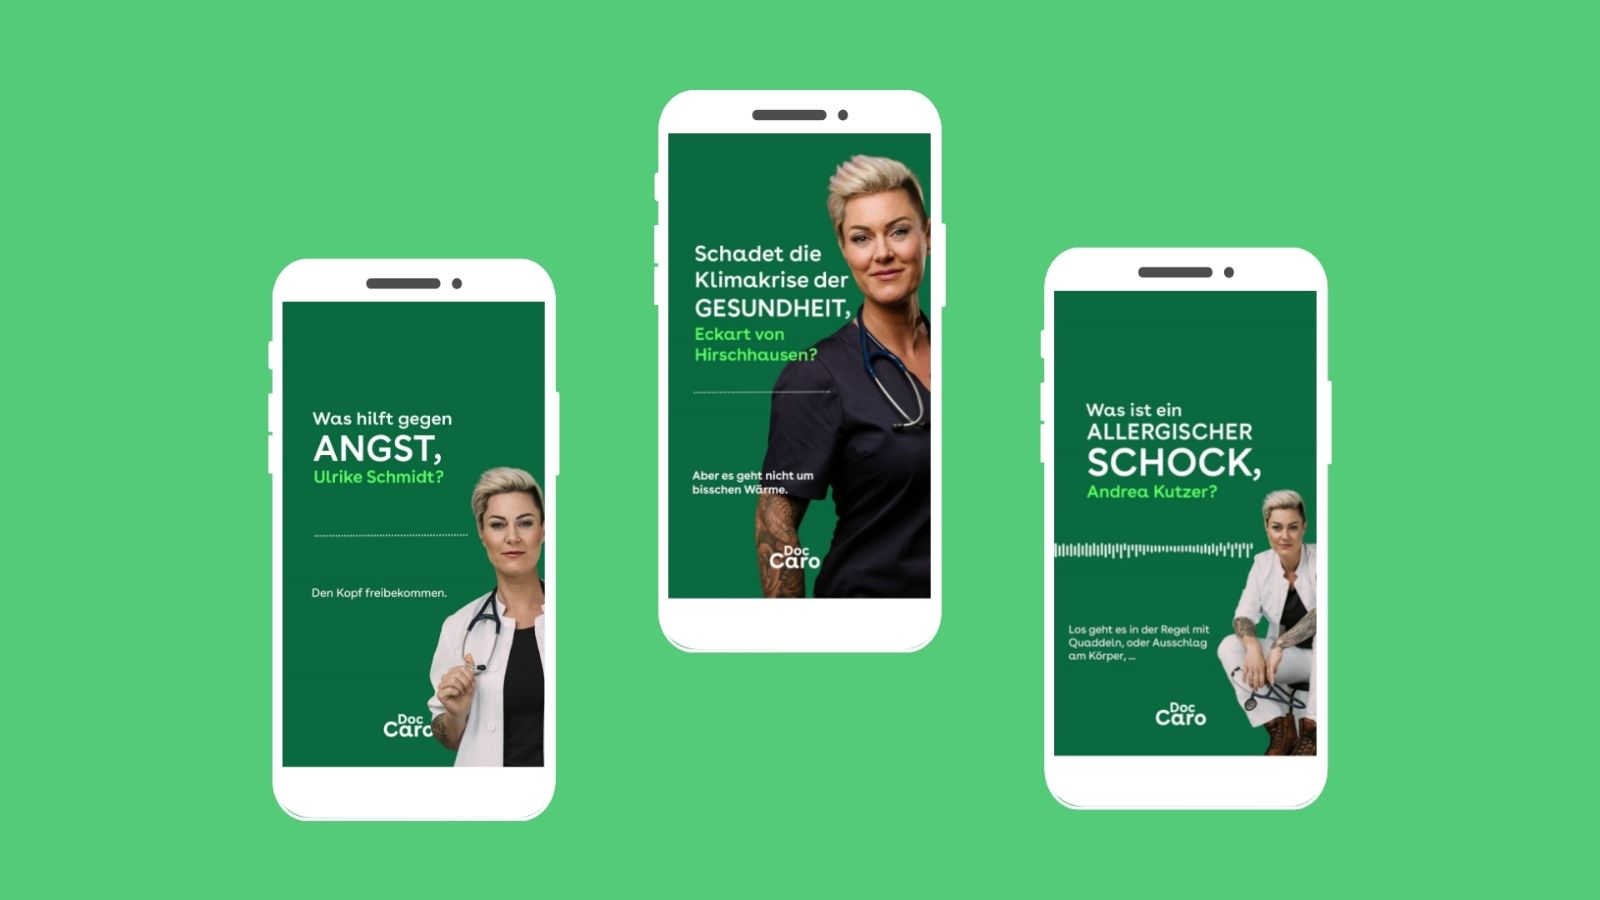 Was hilft gegen
ANGST,
Ulrike Schmidt?
Den Kopf freibekommen.
Doc
Caro
Schadet die
Klimakrise der
GESUNDHEIT,
Eckart von
Hirschhausen?
Aber es geht nicht um
bisschen Wärme.
Doc
Caro
Was ist ein
ALLERGISCHER
SCHOCK,
Andrea Kutzer?
Los geht es in der Regel mit
Quaddeln, oder Ausschlag
am Körper, ...
Doc
Caro